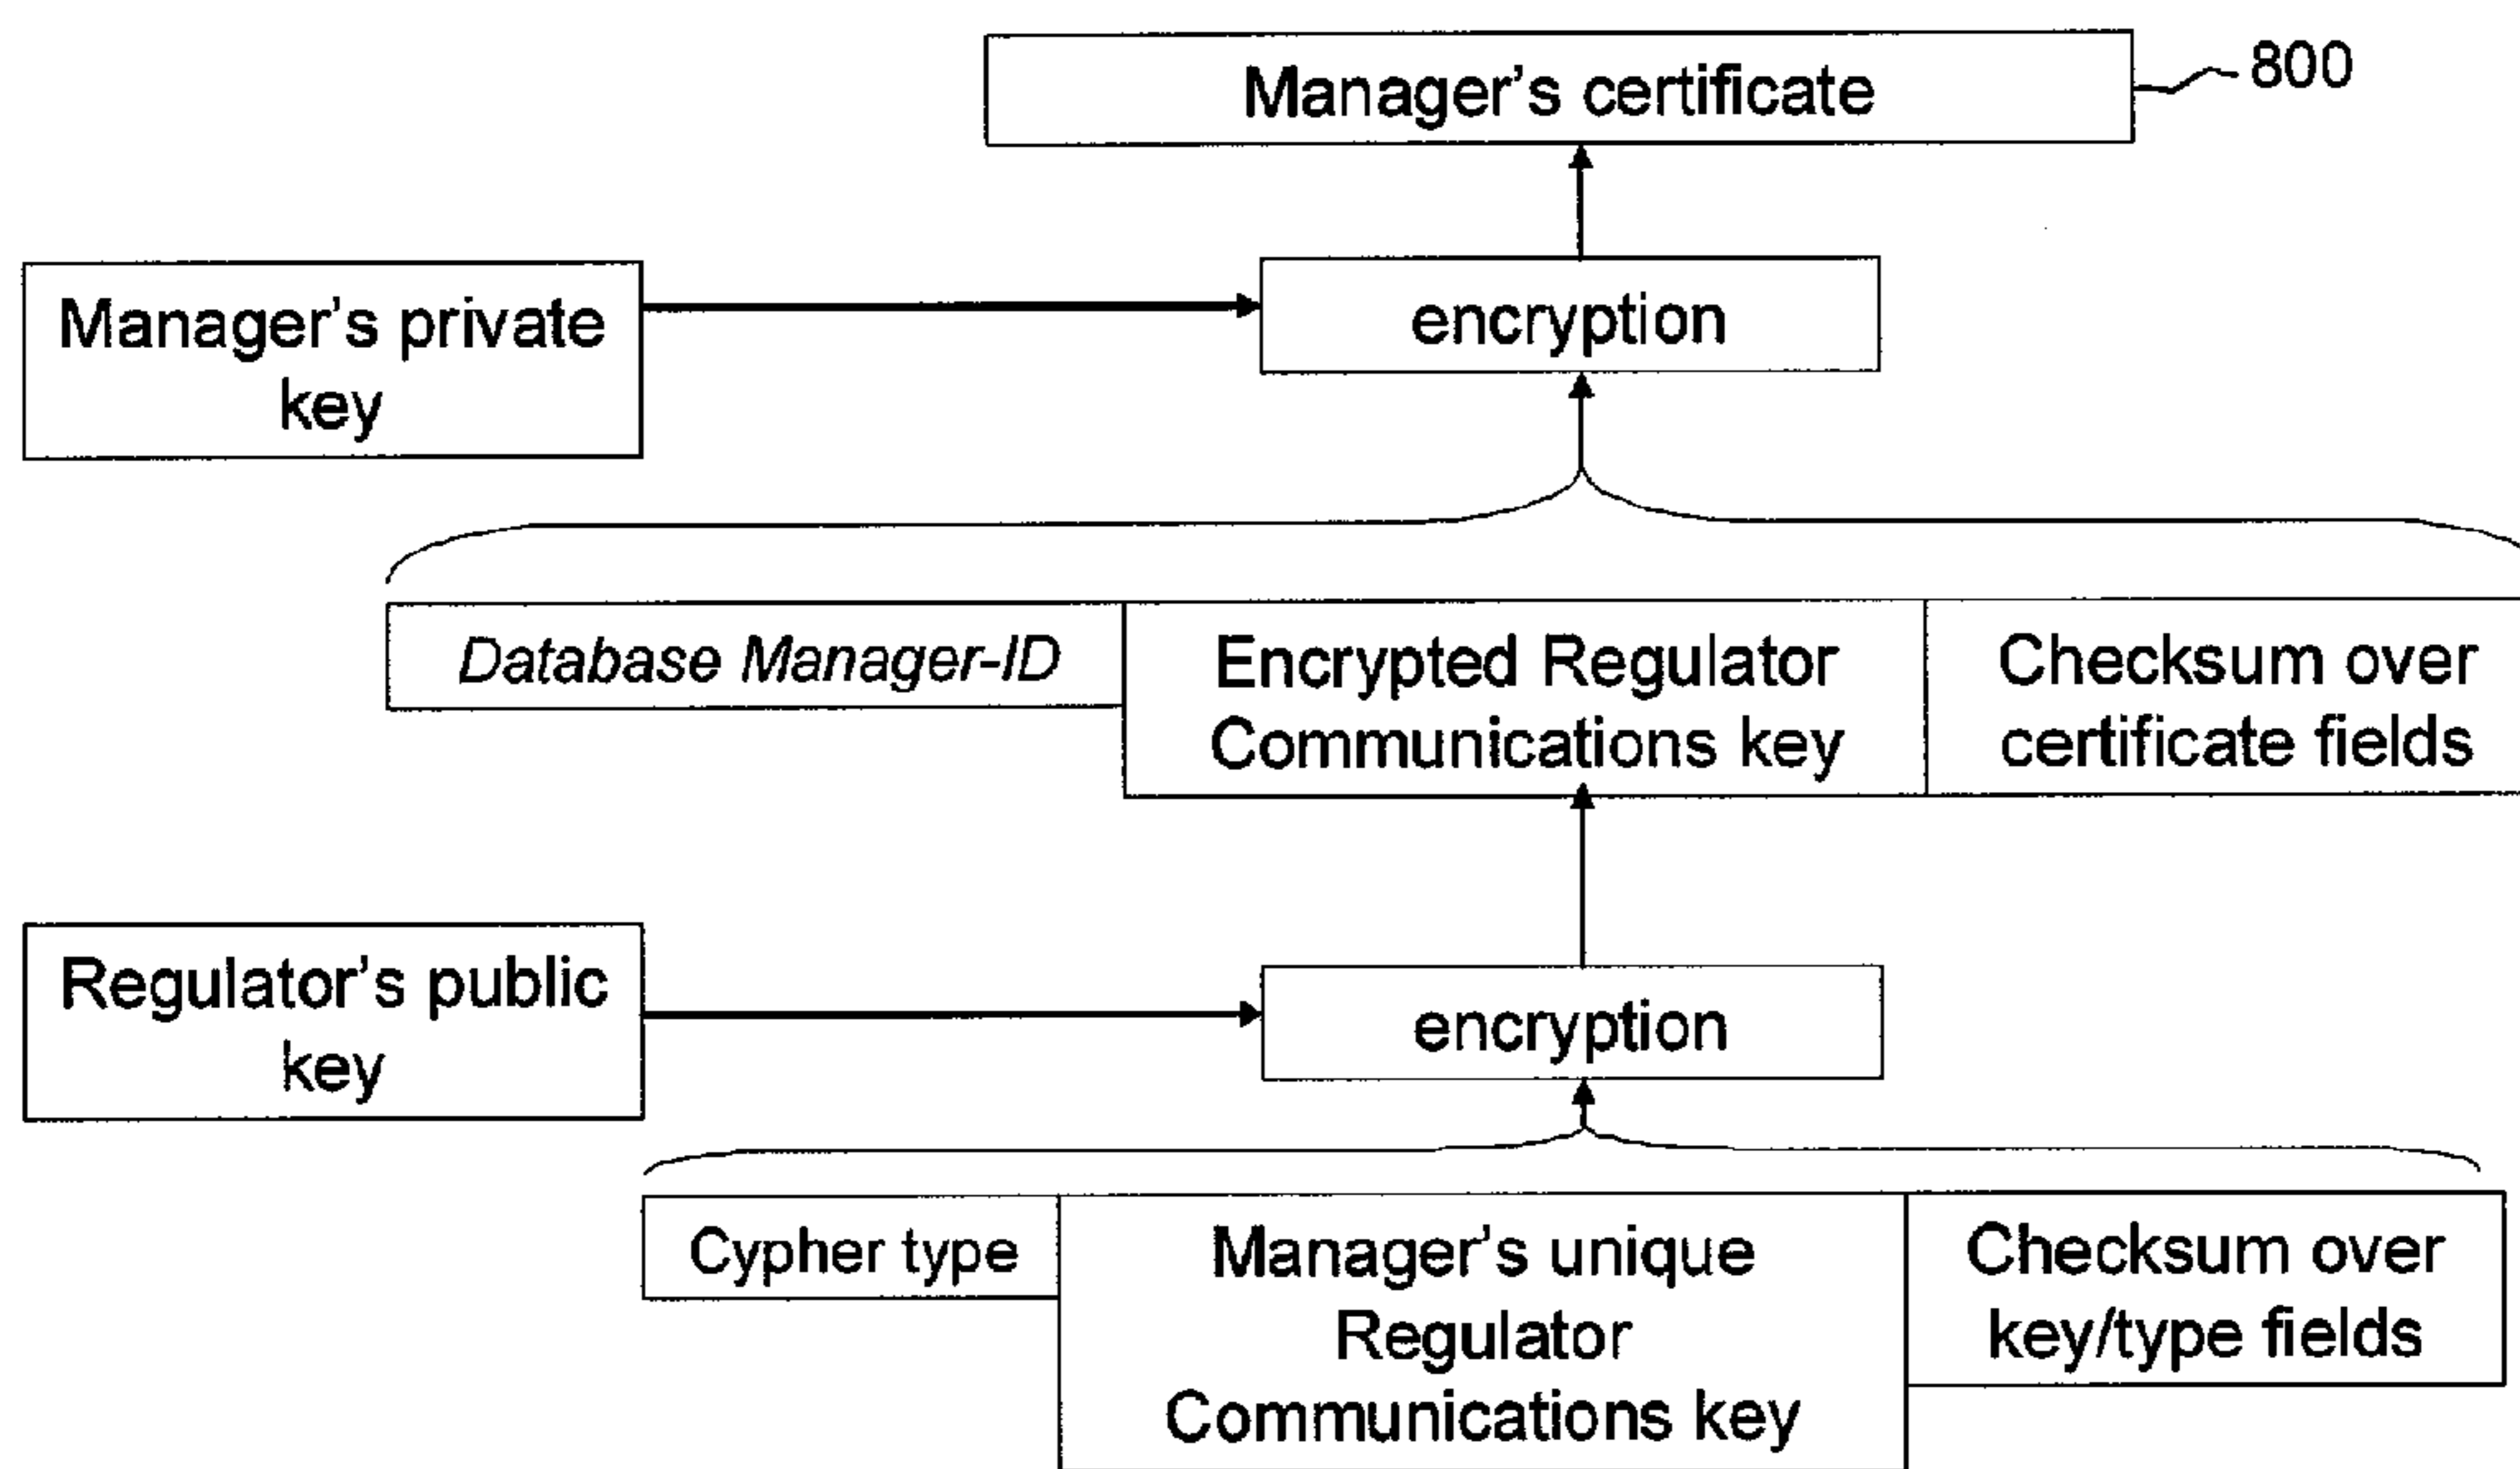 Manager's certificate
800
Manager's private
key
encryption
Database Manager-ID
Encrypted Regulator
Communications key
Checksum over
certificate fields
Regulator's public
key
encryption
Cypher type
Manager's unique
Regulator
Communications key
Checksum over
key/type fields